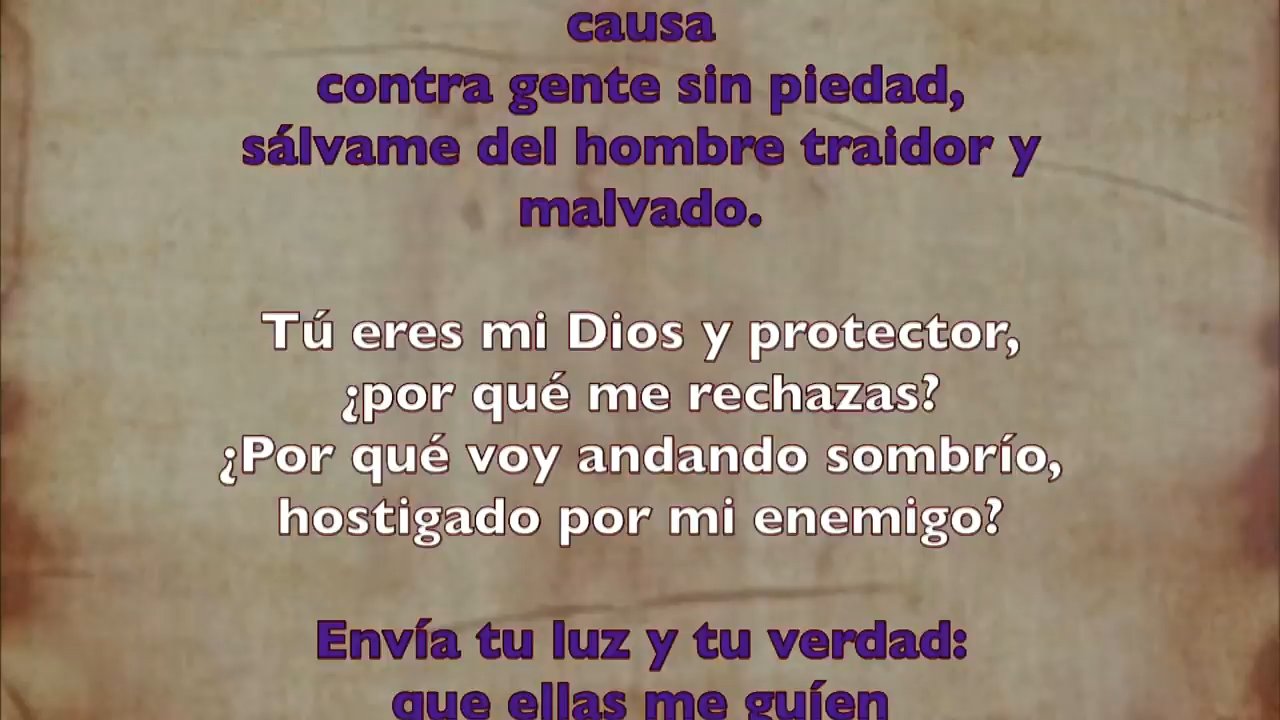 causa
contra gente sin piedad,
sálvame del hombre traidor y
malvado.
Tú eres mi Dios y protector,
¿por qué me rechazas?
¿Por qué voy andando sombrío,
hostigado por mi enemigo?
Envía tu luz y tu verdad:
que ellas me guíen